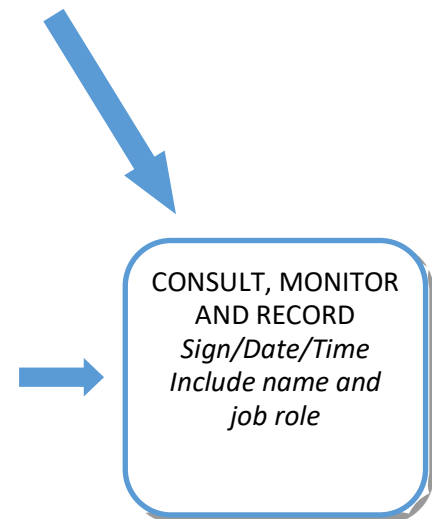 CONSULT, MONITOR
AND RECORD
Sign/Date/Time
Include name and
job role